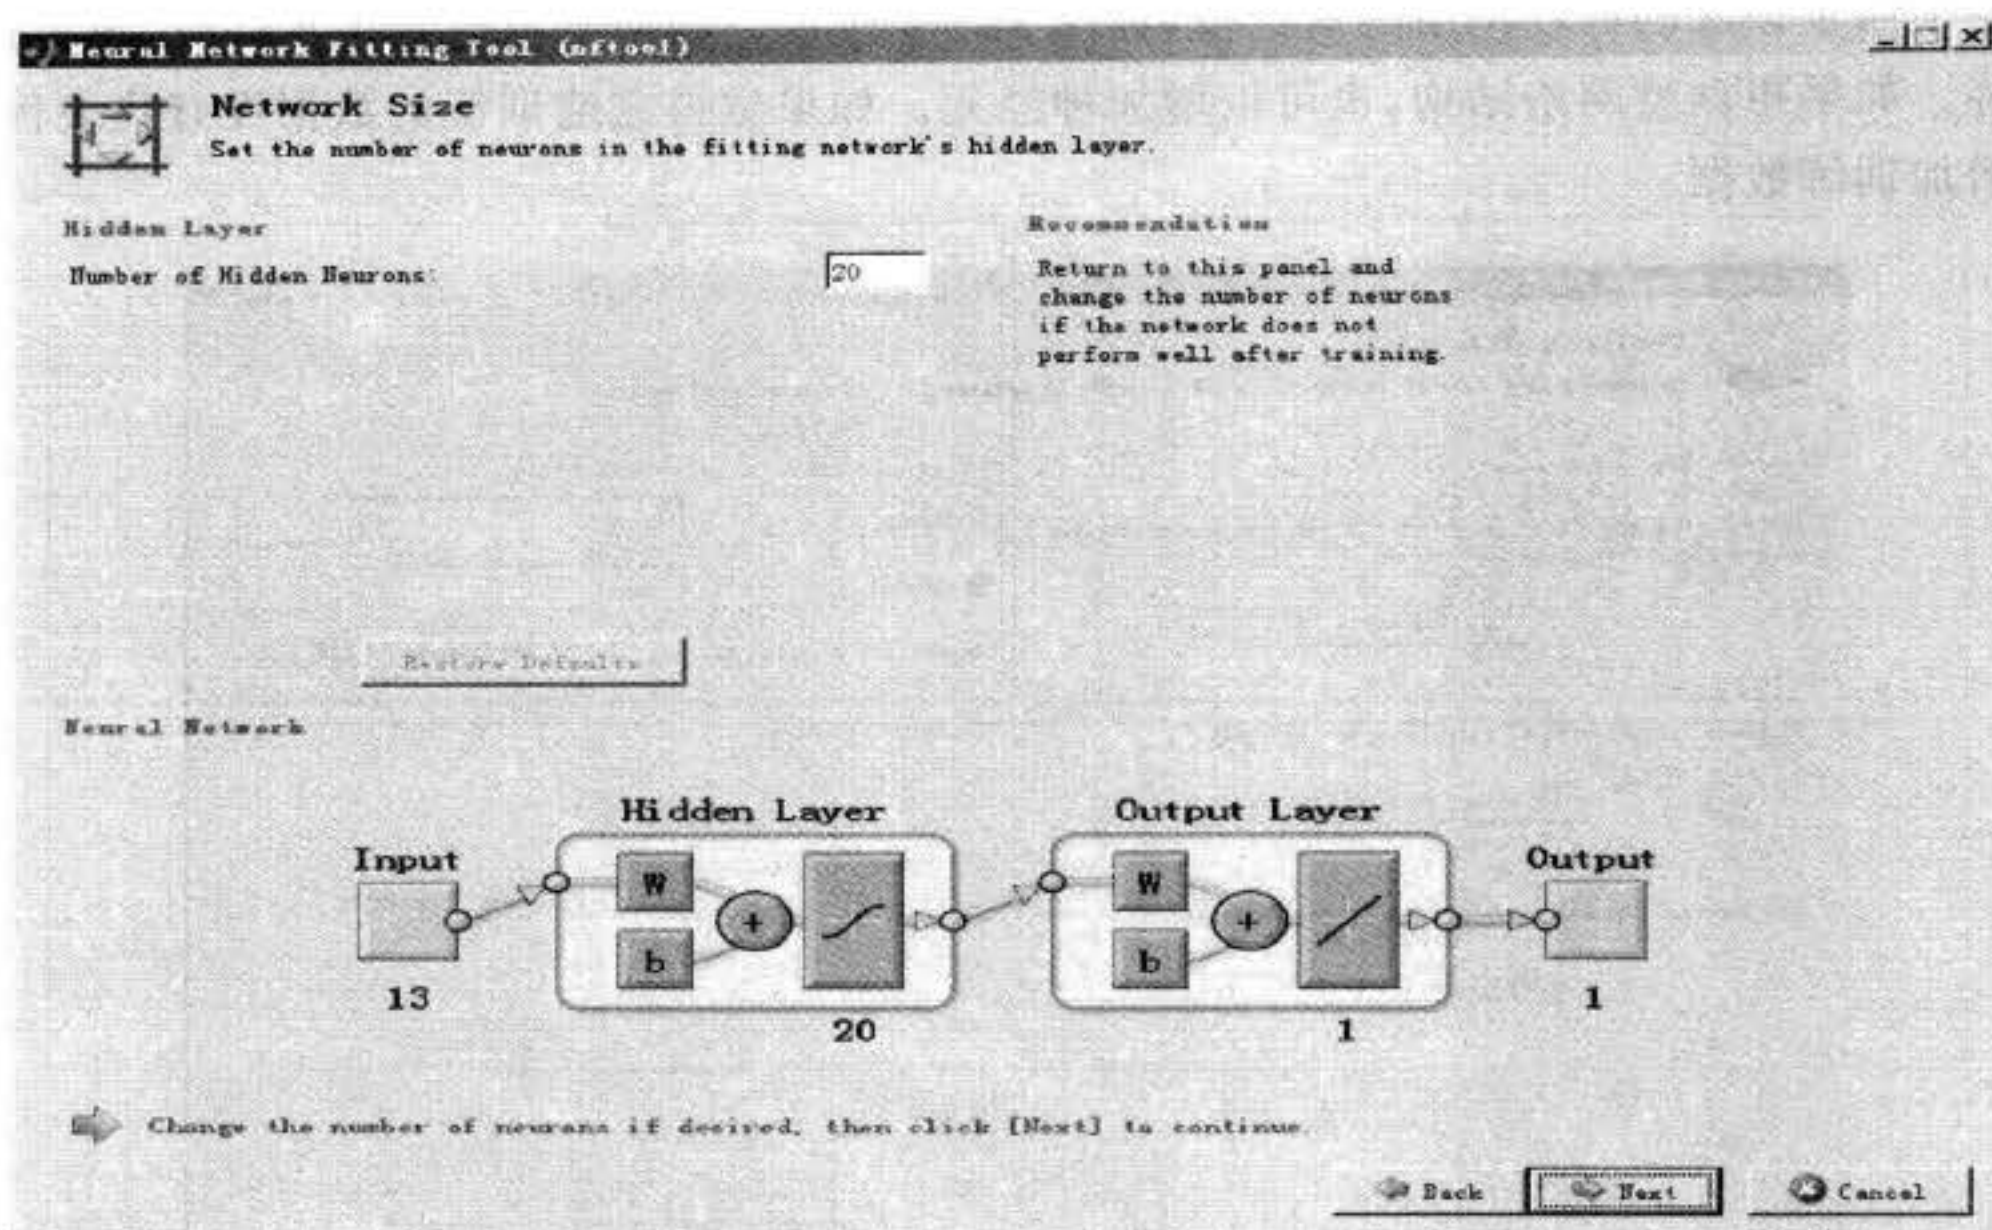 Neural Network Fitting Tool (nftool)
Network Size
Set the number of neurons in the fitting network's hidden layer.
Hidden Layer
Number of Hidden Neurons:
20
Recommendation
Return to this panel and
change the number of neurons
if the network does not
perform well after training.
Restore Defaults
Neural Network
Hidden Layer
Output Layer
Input
Output
W
b
+
W
b
+
13
20
1
1
Change the number of neurons if desired, then click [Next] to continue.
Back
Next
Cancel